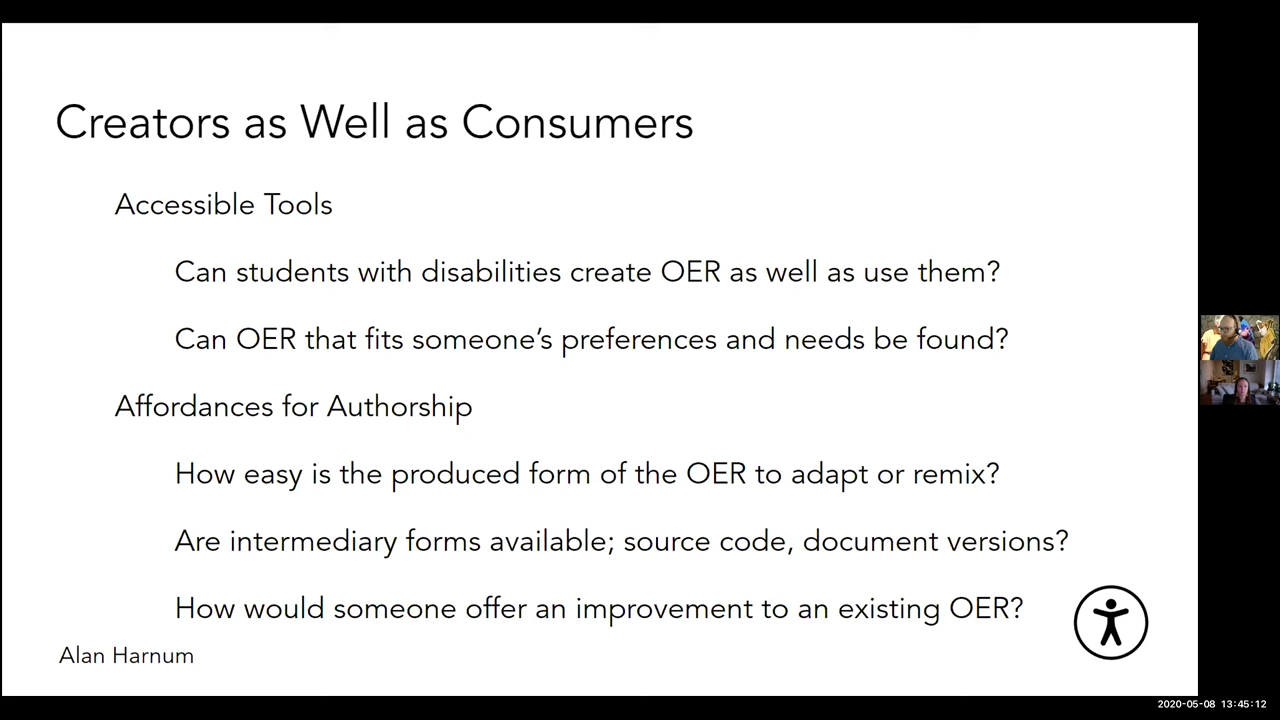 Creators as Well as Consumers
Accessible Tools
Can students with disabilities create OER as well as use them?
Can OER that fits someone’s preferences and needs be found?
Affordances for Authorship
How easy is the produced form of the OER to adapt or remix?
Are intermediary forms available; source code, document versions?
How would someone offer an improvement to an existing OER?
Alan Harnum
2020-05-08 13:45:12